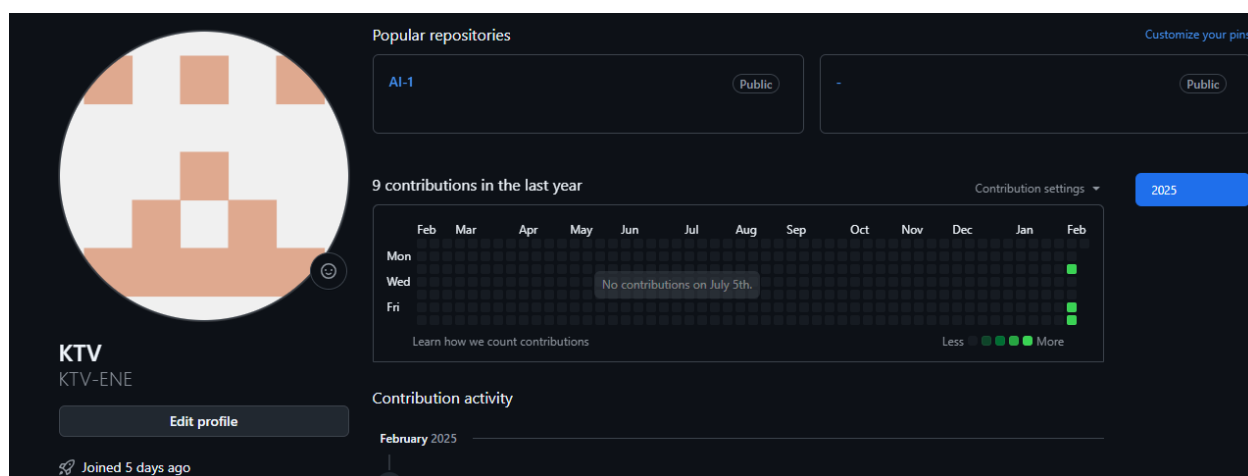 Popular repositories
Customize your pins
AI-1
Public
-
Public
9 contributions in the last year
Contribution settings
2025
Feb Mar Apr May Jun Jul Aug Sep Oct Nov Dec Jan Feb
Mon
Wed
No contributions on July 5th.
Fri
Learn how we count contributions
Less
More
KTV
KTV-ENE
Edit profile
Joined 5 days ago
Contribution activity
February 2025